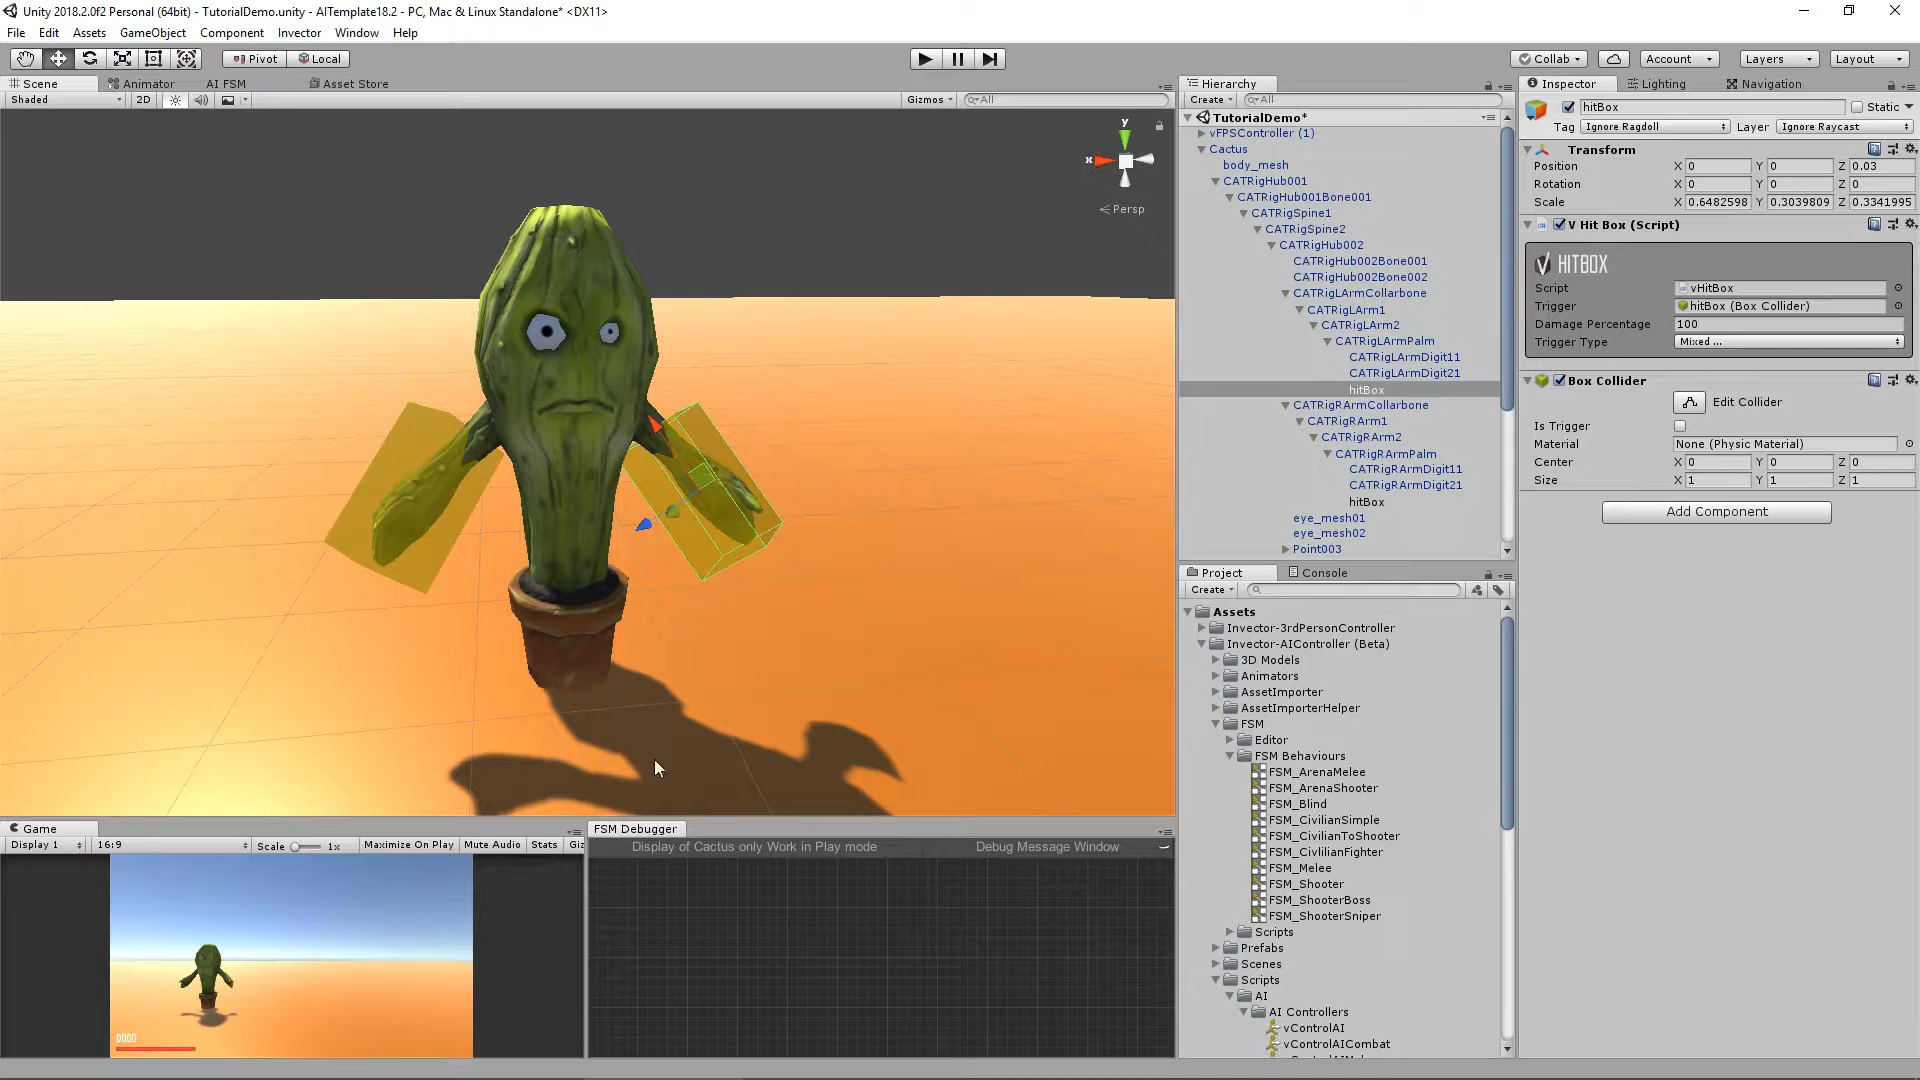 Unity 2018.2.0f2 Personal (64bit) - TutorialDemo.unity - AITemplate18.2 - PC, Mac & Linux Standalone* <DX11>
File Edit Assets GameObject Component Invector Window Help
Pivot Local
Collab Account Layers Layout
Scene Animator AI FSM Asset Store
Shaded 2D Gizmos All
y
x
Persp
Hierarchy
Create All
TutorialDemo*
vFPSController (1)
Cactus
body_mesh
CATRigHub001
CATRigHub001Bone001
CATRigSpine1
CATRigSpine2
CATRigHub002
CATRigHub002Bone001
CATRigHub002Bone002
CATRigLArmCollarbone
CATRigLArm1
CATRigLArm2
CATRigLArmPalm
CATRigLArmDigit11
CATRigLArmDigit21
hitBox
CATRigRArmCollarbone
CATRigRArm1
CATRigRArm2
CATRigRArmPalm
CATRigRArmDigit11
CATRigRArmDigit21
hitBox
eye_mesh01
eye_mesh02
Point003
Inspector Lighting Navigation
hitBox Static
Tag Ignore Ragdoll Layer Ignore Raycast
Transform
Position X 0 Y 0 Z 0.03
Rotation X 0 Y 0 Z 0
Scale X 0.6482598 Y 0.3039809 Z 0.3341995
V Hit Box (Script)
HITBOX
Script vHitBox
Trigger hitBox (Box Collider)
Damage Percentage 100
Trigger Type Mixed ...
Box Collider
Edit Collider
Is Trigger
Material None (Physic Material)
Center X 0 Y 0 Z 0
Size X 1 Y 1 Z 1
Add Component
Project Console
Create
Assets
Invector-3rdPersonController
Invector-AIController (Beta)
3D Models
Animators
AssetImporter
AssetImporterHelper
FSM
Editor
FSM Behaviours
FSM_ArenaMelee
FSM_ArenaShooter
FSM_Blind
FSM_CivilianSimple
FSM_CivilianToShooter
FSM_CivlilianFighter
FSM_Melee
FSM_Shooter
FSM_ShooterBoss
FSM_ShooterSniper
Scripts
Prefabs
Scenes
Scripts
AI
AI Controllers
vControlAI
vControlAICombat
Game
Display 1 16:9 Scale 1x Maximize On Play Mute Audio Stats Giz
FSM Debugger
Display of Cactus only Work in Play mode Debug Message Window